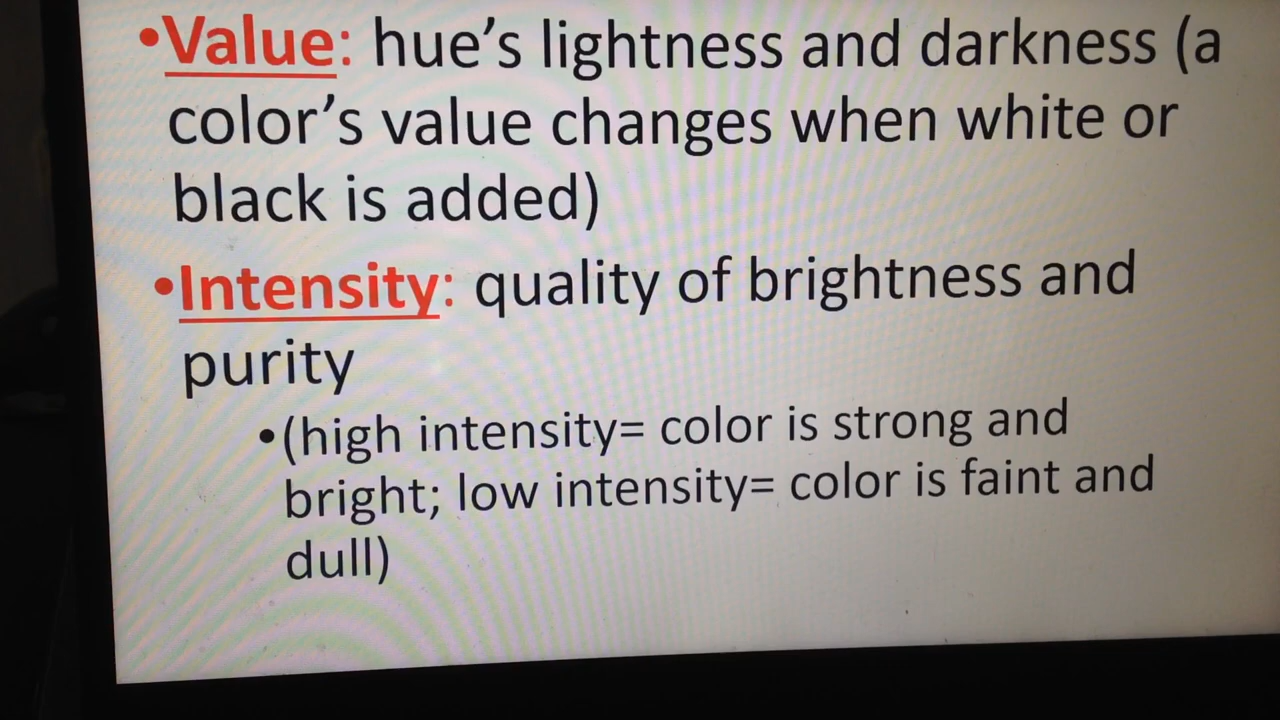 •Value: hue’s lightness and darkness (a
color’s value changes when white or
black is added)
•Intensity: quality of brightness and
purity
•(high intensity= color is strong and
bright; low intensity= color is faint and
dull)